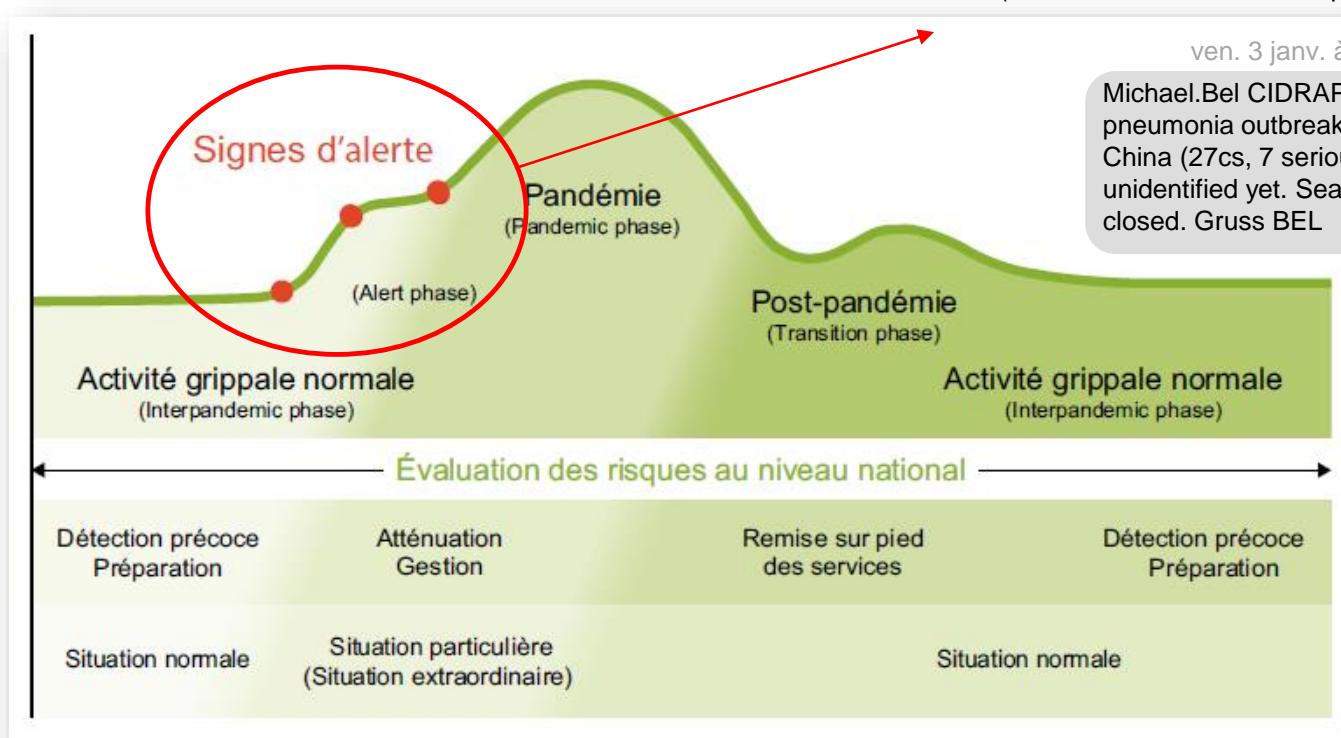 ven. 3 janv. à
Michael.Bel CIDRAP
pneumonia outbreak
China (27cs, 7 seriou
unidentified yet. Sea
closed. Gruss BEL
Signes d'alerte
Pandémie
(Pandemic phase)
(Alert phase)
Post-pandémie
(Transition phase)
Activité grippale normale
(Interpandemic phase)
Activité grippale normale
(Interpandemic phase)
Évaluation des risques au niveau national
Détection précoce
Préparation
Atténuation
Gestion
Remise sur pied
des services
Détection précoce
Préparation
Situation normale
Situation particulière
(Situation extraordinaire)
Situation normale